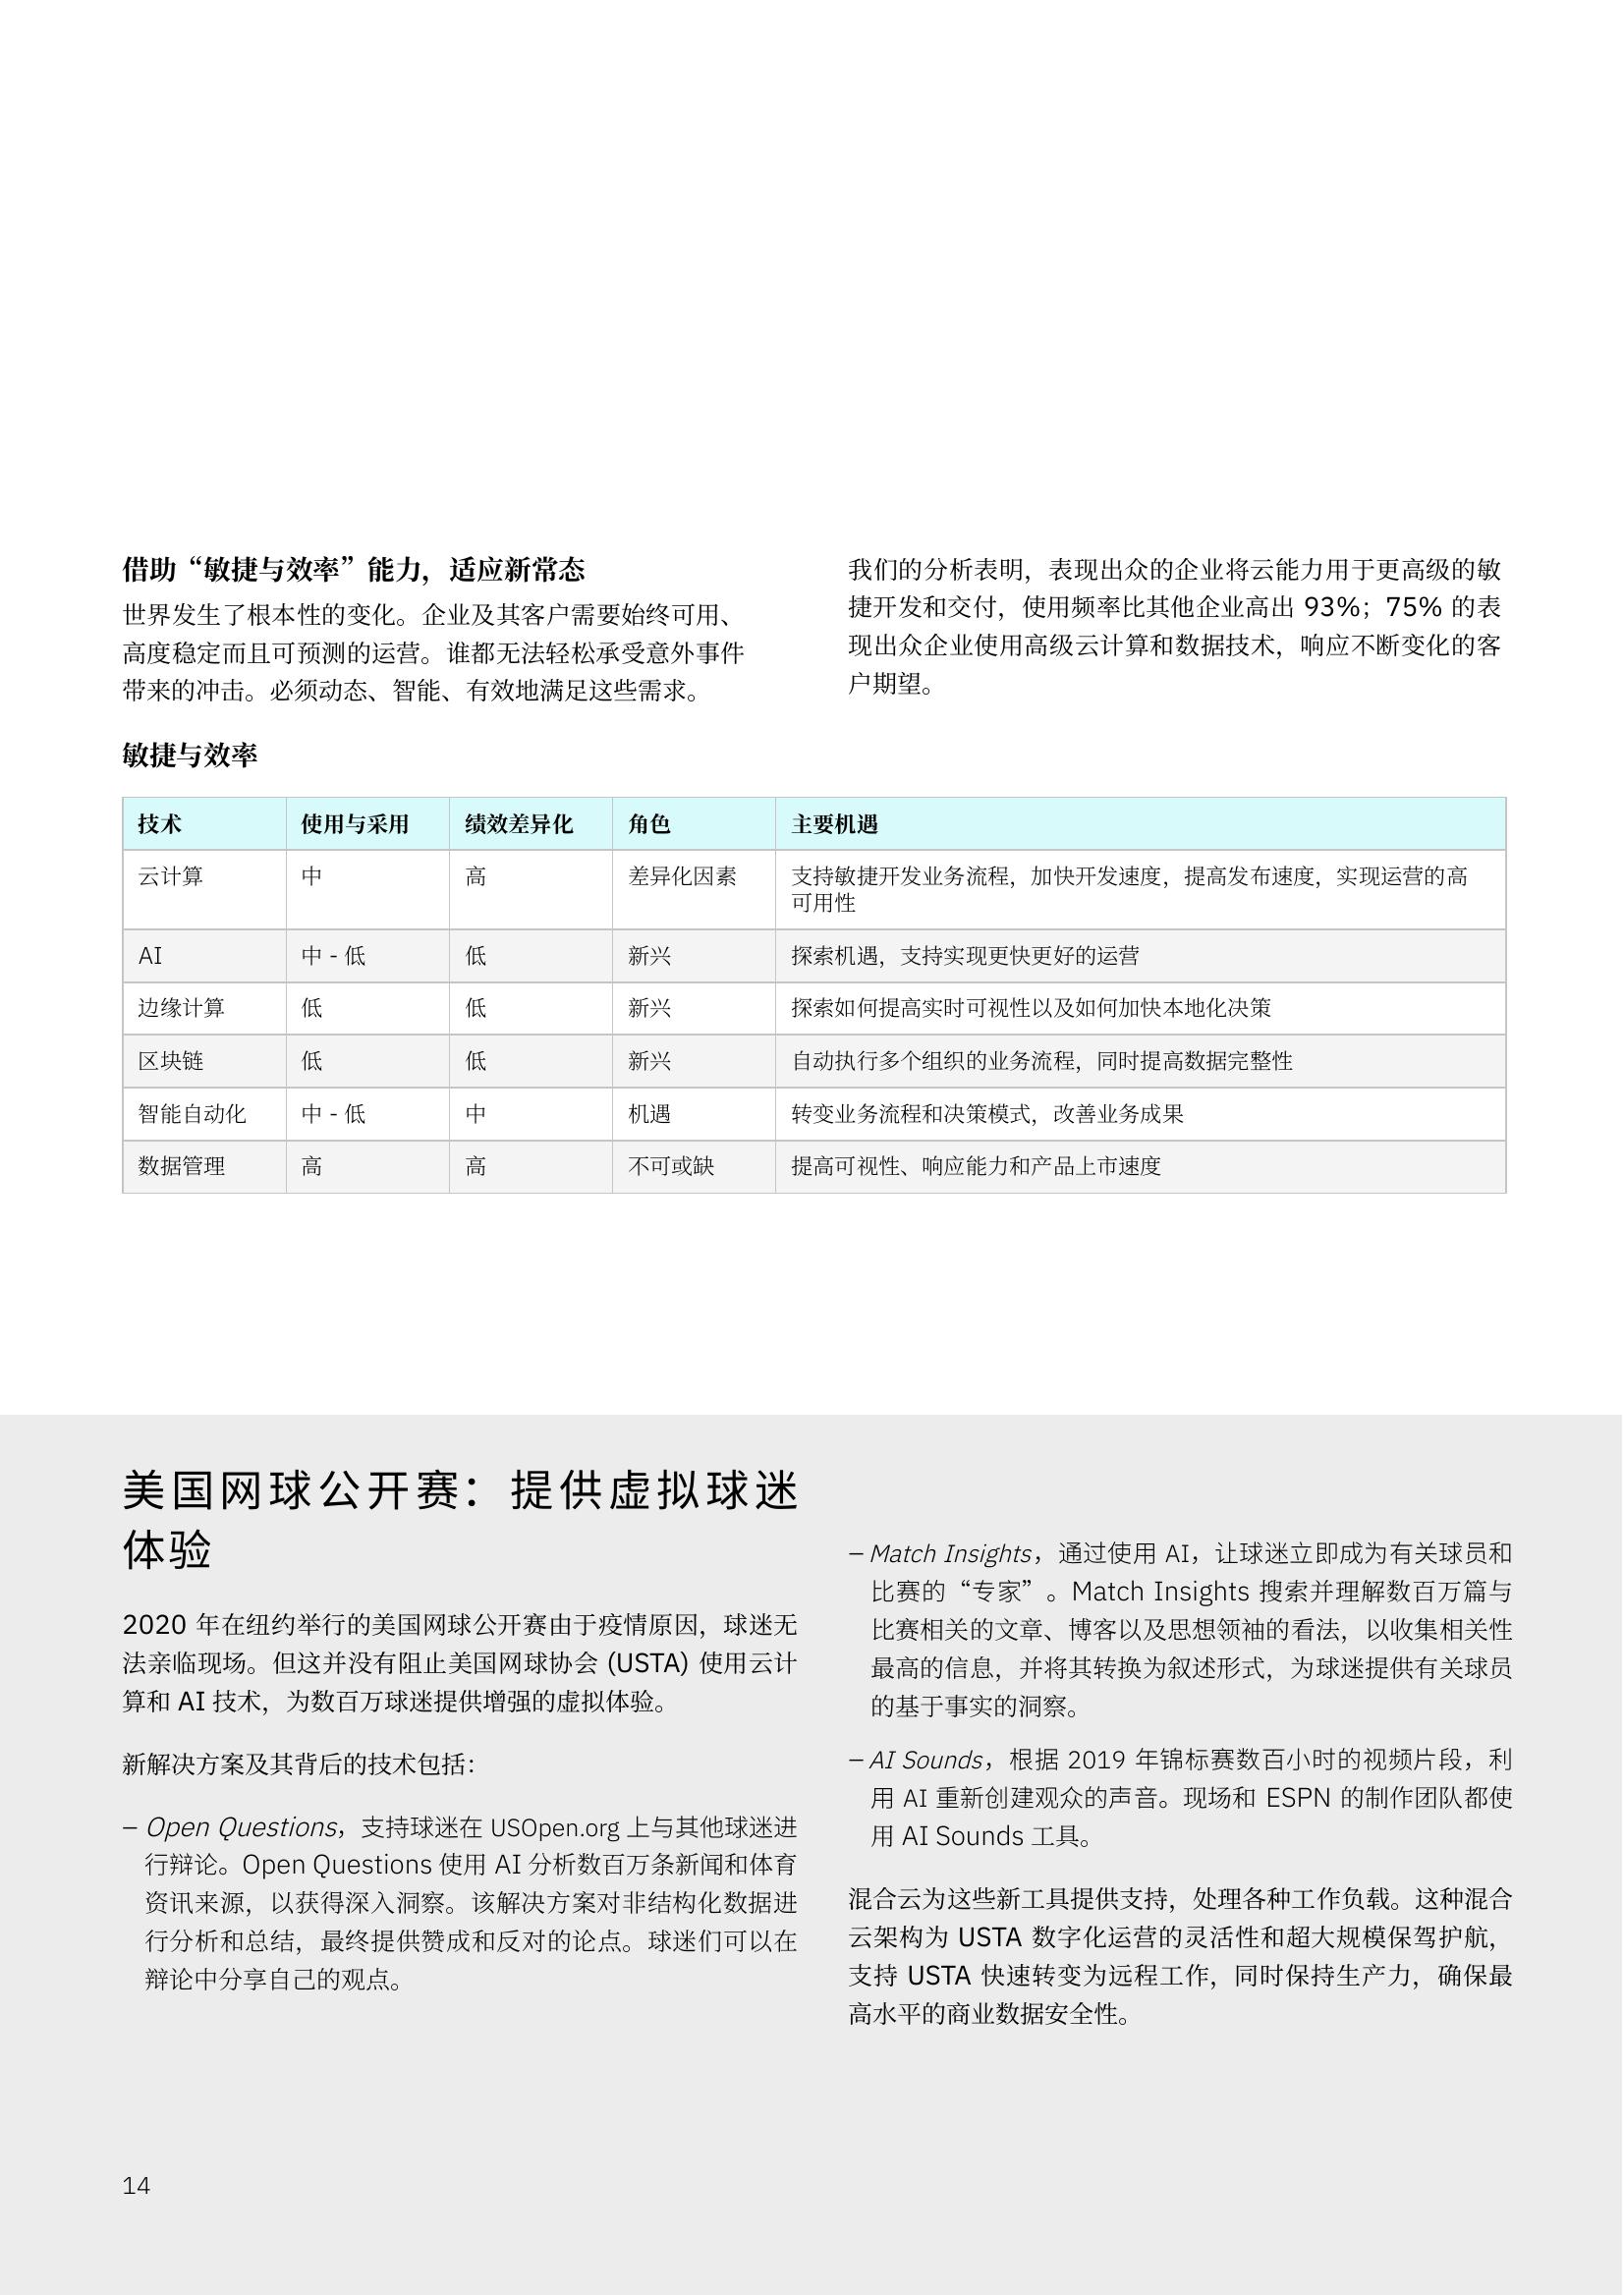 借助“敏捷与效率”能力，适应新常态
世界发生了根本性的变化。企业及其客户需要始终可用、
高度稳定而且可预测的运营。谁都无法轻松承受意外事件
带来的冲击。必须动态、智能、有效地满足这些需求。
我们的分析表明，表现出众的企业将云能力用于更高级的敏
捷开发和交付，使用频率比其他企业高出 93%；75% 的表
现出众企业使用高级云计算和数据技术，响应不断变化的客
户期望。
敏捷与效率
技术 使用与采用 绩效差异化 角色 主要机遇
云计算 中 高 差异化因素 支持敏捷开发业务流程，加快开发速度，提高发布速度，实现运营的高
可用性
AI 中 - 低 低 新兴 探索机遇，支持实现更快更好的运营
边缘计算 低 低 新兴 探索如何提高实时可视性以及如何加快本地化决策
区块链 低 低 新兴 自动执行多个组织的业务流程，同时提高数据完整性
智能自动化 中 - 低 中 机遇 转变业务流程和决策模式，改善业务成果
数据管理 高 高 不可或缺 提高可视性、响应能力和产品上市速度
美国网球公开赛：提供虚拟球迷
体验
2020 年在纽约举行的美国网球公开赛由于疫情原因，球迷无
法亲临现场。但这并没有阻止美国网球协会 (USTA) 使用云计
算和 AI 技术，为数百万球迷提供增强的虚拟体验。
新解决方案及其背后的技术包括：
– Open Questions，支持球迷在 USOpen.org 上与其他球迷进
行辩论。Open Questions 使用 AI 分析数百万条新闻和体育
资讯来源，以获得深入洞察。该解决方案对非结构化数据进
行分析和总结，最终提供赞成和反对的论点。球迷们可以在
辩论中分享自己的观点。
– Match Insights，通过使用 AI，让球迷立即成为有关球员和
比赛的“专家”。Match Insights 搜索并理解数百万篇与
比赛相关的文章、博客以及思想领袖的看法，以收集相关性
最高的信息，并将其转换为叙述形式，为球迷提供有关球员
的基于事实的洞察。
– AI Sounds，根据 2019 年锦标赛数百小时的视频片段，利
用 AI 重新创建观众的声音。现场和 ESPN 的制作团队都使
用 AI Sounds 工具。
混合云为这些新工具提供支持，处理各种工作负载。这种混合
云架构为 USTA 数字化运营的灵活性和超大规模保驾护航，
支持 USTA 快速转变为远程工作，同时保持生产力，确保最
高水平的商业数据安全性。
14